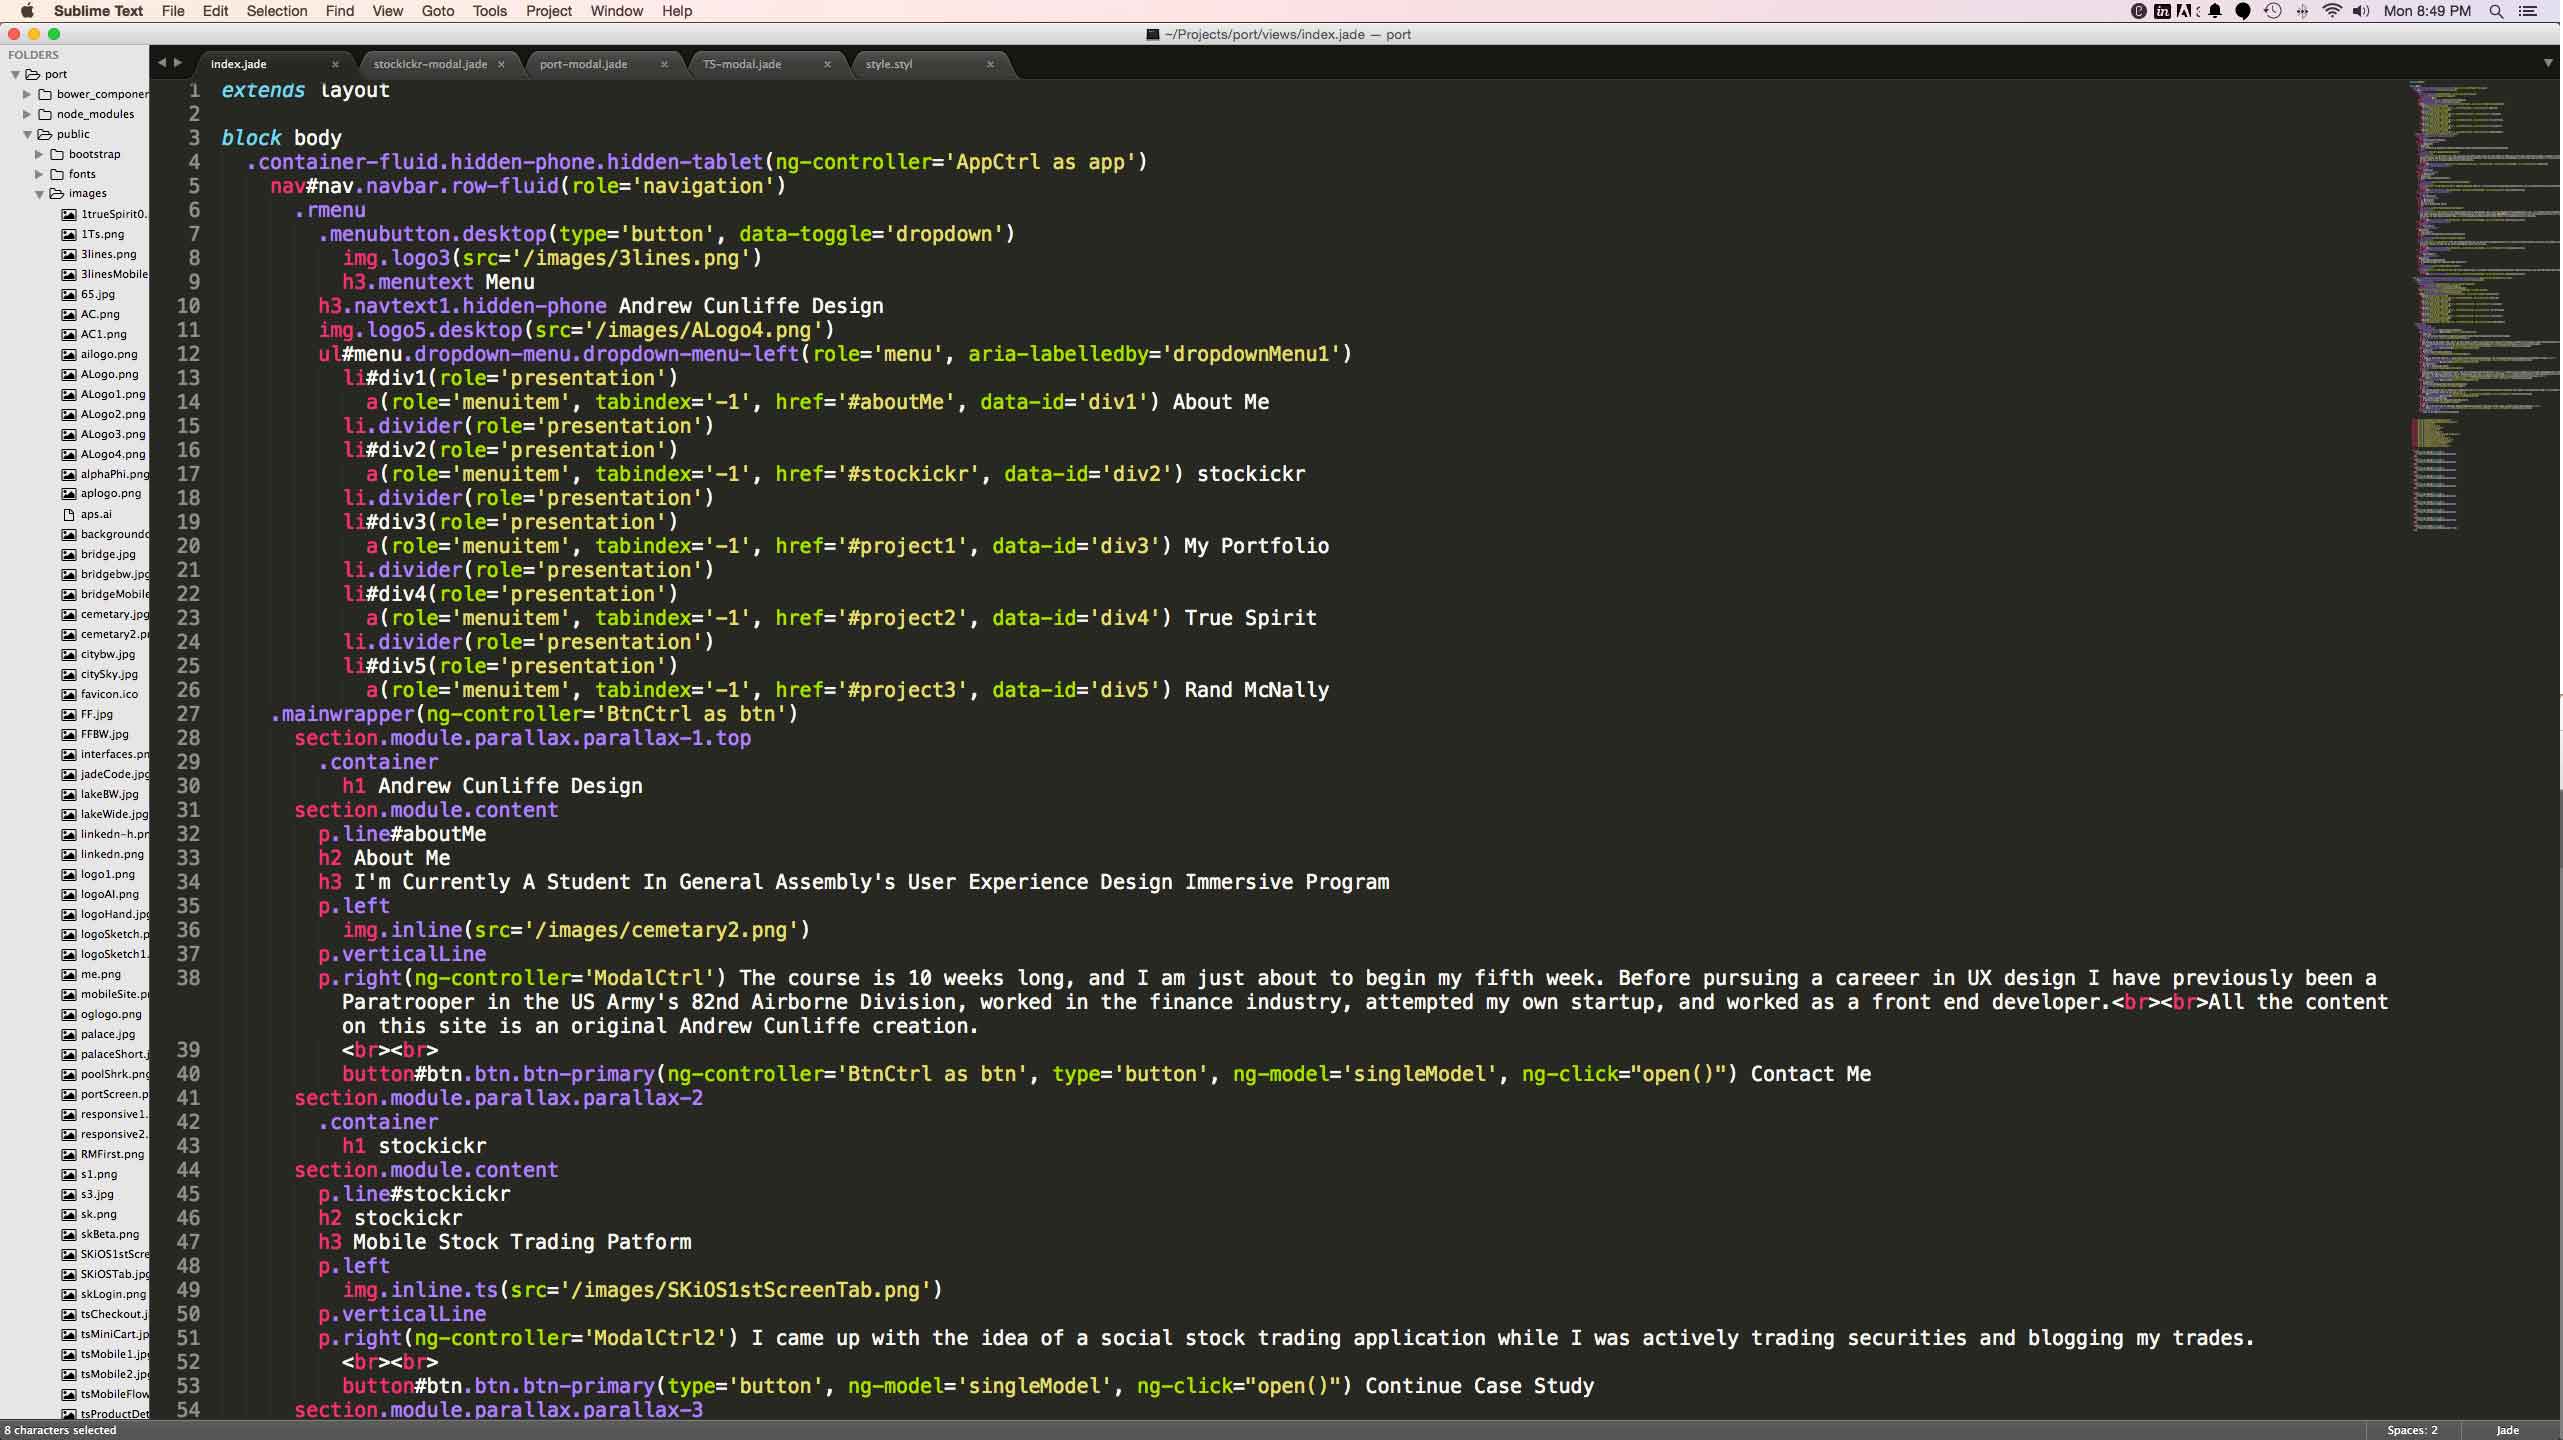 Sublime Text File Edit Selection Find View Goto Tools Project Window Help
Mon 8:49 PM
~/Projects/port/views/index.jade — port
FOLDERS
port
bower_componen
node_modules
public
bootstrap
fonts
images
1trueSpirit0.
1Ts.png
3lines.png
3linesMobile
65.jpg
AC.png
AC1.png
ailogo.png
ALogo.png
ALogo1.png
ALogo2.png
ALogo3.png
ALogo4.png
alphaPhi.png
aplogo.png
aps.ai
backgroundc
bridge.jpg
bridgebw.jpg
bridgeMobile
cemetary.jpg
cemetary2.pn
citybw.jpg
citySky.jpg
favicon.ico
FF.jpg
FFBW.jpg
interfaces.pn
jadeCode.jpg
lakeBW.jpg
lakeWide.jpg
linkedn-h.pn
linkedn.png
logo1.png
logoAI.png
logoHand.jpg
logoSketch.p
logoSketch1.
me.png
mobileSite.pn
oglogo.png
palace.jpg
palaceShort.j
poolShrk.png
portScreen.p
responsive1.
responsive2.
RMFirst.png
s1.png
s3.jpg
sk.png
skBeta.png
SKiOS1stScre
SKiOSTab.jpg
skLogin.png
tsCheckout.j
tsMiniCart.jp
tsMobile1.jpg
tsMobile2.jpg
tsMobileFlow
tsProductDet
index.jade stockickr-modal.jade port-modal.jade TS-modal.jade style.styl
1 extends layout
2
3 block body
4 .container-fluid.hidden-phone.hidden-tablet(ng-controller='AppCtrl as app')
5 nav#nav.navbar.row-fluid(role='navigation')
6 .rmenu
7 .menubutton.desktop(type='button', data-toggle='dropdown')
8 img.logo3(src='/images/3lines.png')
9 h3.menutext Menu
10 h3.navtext1.hidden-phone Andrew Cunliffe Design
11 img.logo5.desktop(src='/images/ALogo4.png')
12 ul#menu.dropdown-menu.dropdown-menu-left(role='menu', aria-labelledby='dropdownMenu1')
13 li#div1(role='presentation')
14 a(role='menuitem', tabindex='-1', href='#aboutMe', data-id='div1') About Me
15 li.divider(role='presentation')
16 li#div2(role='presentation')
17 a(role='menuitem', tabindex='-1', href='#stockickr', data-id='div2') stockickr
18 li.divider(role='presentation')
19 li#div3(role='presentation')
20 a(role='menuitem', tabindex='-1', href='#project1', data-id='div3') My Portfolio
21 li.divider(role='presentation')
22 li#div4(role='presentation')
23 a(role='menuitem', tabindex='-1', href='#project2', data-id='div4') True Spirit
24 li.divider(role='presentation')
25 li#div5(role='presentation')
26 a(role='menuitem', tabindex='-1', href='#project3', data-id='div5') Rand McNally
27 .mainwrapper(ng-controller='BtnCtrl as btn')
28 section.module.parallax.parallax-1.top
29 .container
30 h1 Andrew Cunliffe Design
31 section.module.content
32 p.line#aboutMe
33 h2 About Me
34 h3 I'm Currently A Student In General Assembly's User Experience Design Immersive Program
35 p.left
36 img.inline(src='/images/cemetary2.png')
37 p.verticalLine
38 p.right(ng-controller='ModalCtrl') The course is 10 weeks long, and I am just about to begin my fifth week. Before pursuing a careeer in UX design I have previously been a
Paratrooper in the US Army's 82nd Airborne Division, worked in the finance industry, attempted my own startup, and worked as a front end developer.<br><br>All the content
on this site is an original Andrew Cunliffe creation.
39 <br><br>
40 button#btn.btn.btn-primary(ng-controller='BtnCtrl as btn', type='button', ng-model='singleModel', ng-click="open()") Contact Me
41 section.module.parallax.parallax-2
42 .container
43 h1 stockickr
44 section.module.content
45 p.line#stockickr
46 h2 stockickr
47 h3 Mobile Stock Trading Patform
48 p.left
49 img.inline.ts(src='/images/SKiOS1stScreenTab.png')
50 p.verticalLine
51 p.right(ng-controller='ModalCtrl2') I came up with the idea of a social stock trading application while I was actively trading securities and blogging my trades.
52 <br><br>
53 button#btn.btn.btn-primary(type='button', ng-model='singleModel', ng-click="open()") Continue Case Study
54 section.module.parallax.parallax-3
8 characters selected
Spaces: 2 Jade